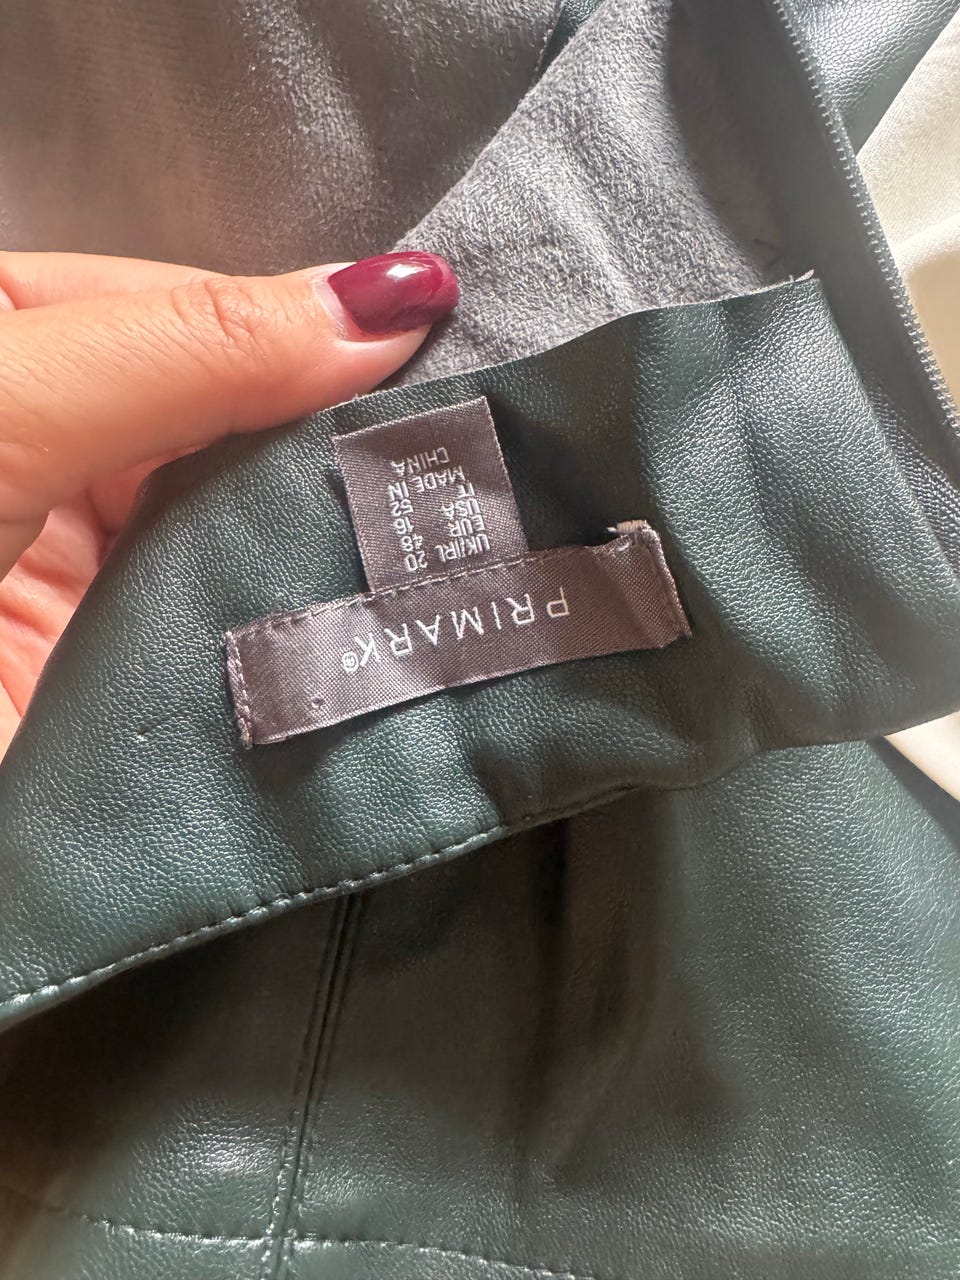 PRIMARK®
UK/IRL 20
EUR 48
USA 16
IT 52
MADE IN
CHINA